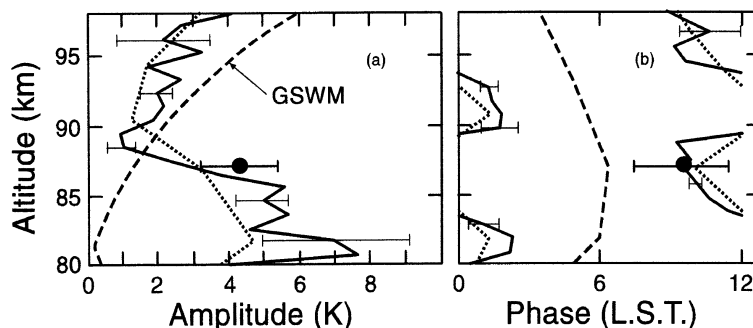 95
90
85
80
Altitude (km)
(a)
GSWM
0 2 4 6 8
Amplitude (K)
(b)
0 6 12
Phase (L.S.T.)